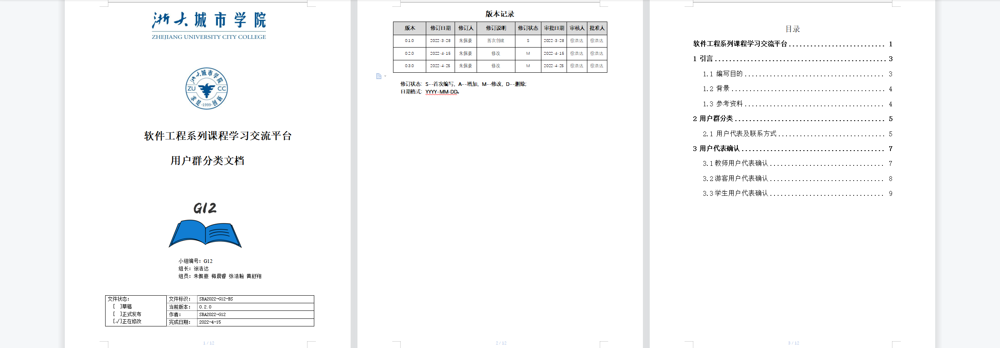 浙大城市学院
ZHEJIANG UNIVERSITY CITY COLLEGE
浙大城市学院
ZU CC
求是 ·1999· 创新
软件工程系列课程学习交流平台
用户群分类文档
G12
小组编号：G12
组长：徐浩达
组员：朱佩豪 梅晨睿 张浩瀚 黄舒翔
文件状态：
[ ]草稿
[ ]正式发布
[√]正在修改
文件标识： SRA2022-G12-BS
当前版本： 0.2.0
作者： SRA2022-G12
完成日期： 2022-4-15
1 / 12
版本记录
版本 修订日期 修订人 修订说明 修订状态 审批日期 审核人 批准人
0.1.0 2022-3-28 朱佩豪 首次创建 S 2022-3-28 徐浩达 徐浩达
0.2.0 2022-4-15 朱佩豪 修改 M 2022-4-15 徐浩达 徐浩达
0.3.0 2022-4-25 朱佩豪 修改 M 2022-4-25 徐浩达 徐浩达
修订状态：S--首次编写，A--增加，M--修改，D--删除；
日期格式：YYYY-MM-DD。
2 / 12
目录
软件工程系列课程学习交流平台 1
1 引言 3
1.1 编写目的 3
1.2 背景 4
1.3 参考资料 4
2 用户群分类 5
2.1 用户代表及联系方式 5
3 用户代表确认 7
3.1教师用户代表确认 7
3.2游客用户代表确认 8
3.3学生用户代表确认 9
3 / 12